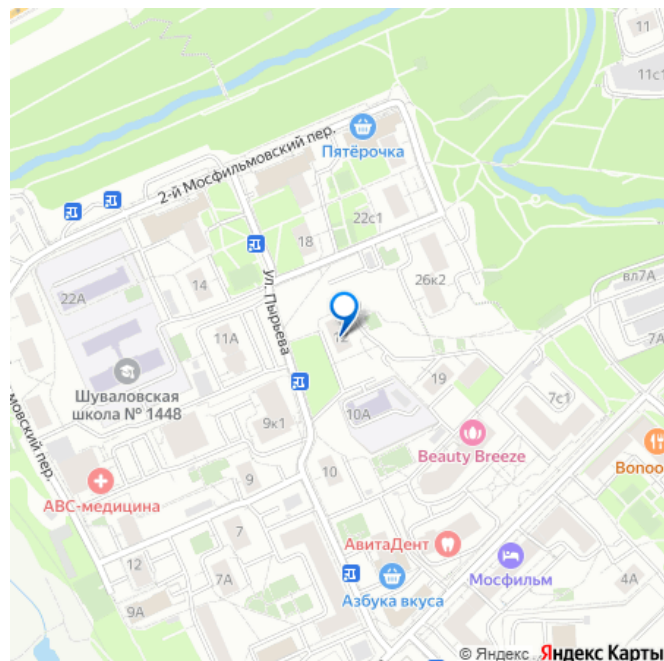 11
11с1
2-й Мосфильмовский пер.
Пятёрочка
22с1
18
26к2
вл7А
14
22А
ул. Пырьева
11А
12
7А
Шуваловская
школа № 1448
19
10А
7с1
9к1
Beauty Breeze
Bonoo
мовский пер.
АВС-медицина
9
10
7
АвитаДент
Мосфильм
12
7А
Азбука вкуса
4А
9А
© Яндекс Яндекс Карты